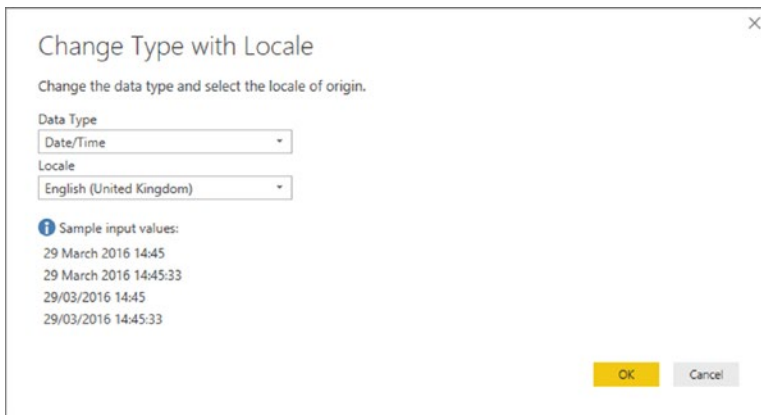 Change Type with Locale
Change the data type and select the locale of origin.
Data Type
Date/Time
Locale
English (United Kingdom)
Sample input values:
29 March 2016 14:45
29 March 2016 14:45:33
29/03/2016 14:45
29/03/2016 14:45:33
OK Cancel